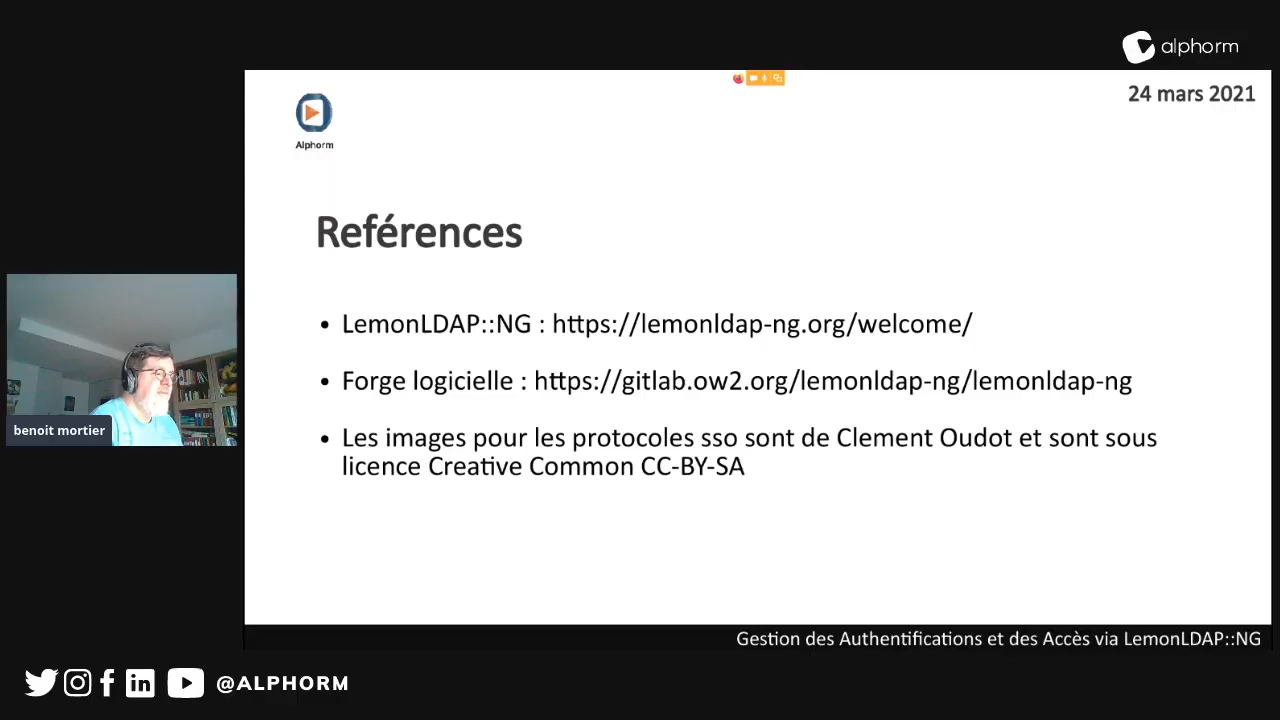 alphorm
24 mars 2021
Alphorm
Reférences
• LemonLDAP::NG : https://lemonldap-ng.org/welcome/
• Forge logicielle : https://gitlab.ow2.org/lemonldap-ng/lemonldap-ng
• Les images pour les protocoles sso sont de Clement Oudot et sont sous
licence Creative Common CC-BY-SA
benoit mortier
Gestion des Authentifications et des Accès via LemonLDAP::NG
@ALPHORM